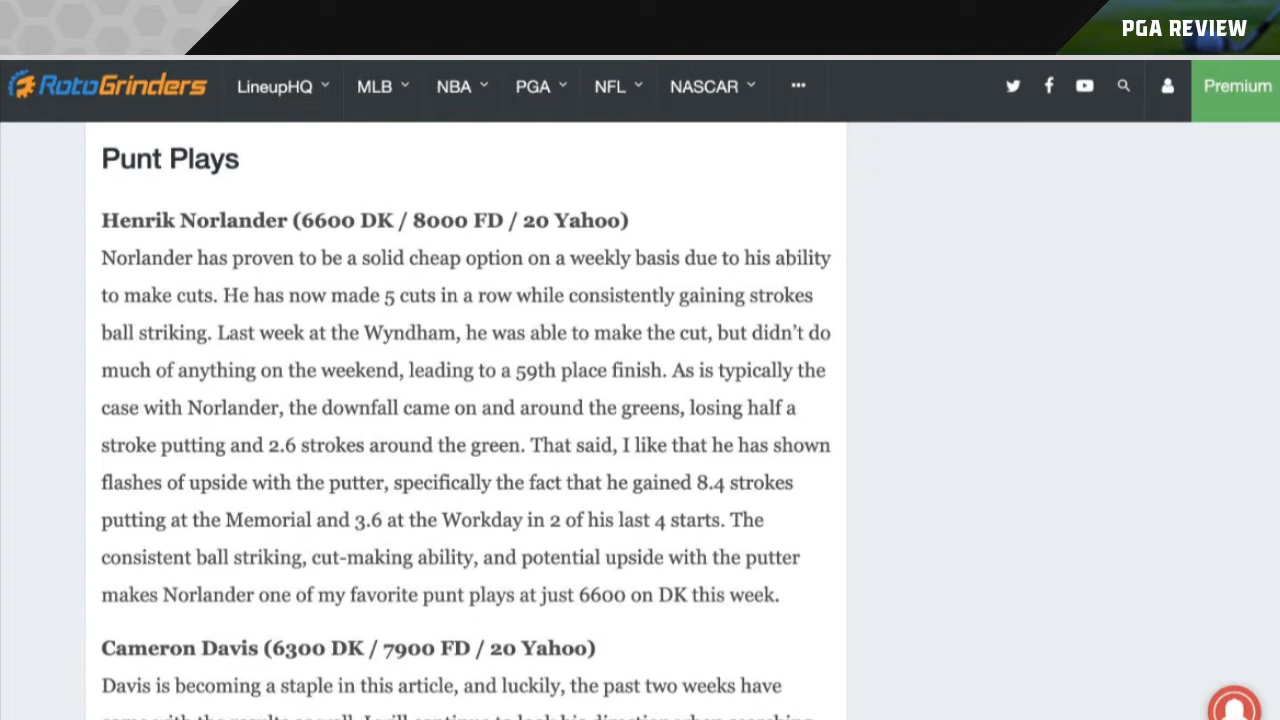 PGA REVIEW
RotoGrinders LineupHQ MLB NBA PGA NFL NASCAR ••• Premium
Punt Plays
Henrik Norlander (6600 DK / 8000 FD / 20 Yahoo)
Norlander has proven to be a solid cheap option on a weekly basis due to his ability
to make cuts. He has now made 5 cuts in a row while consistently gaining strokes
ball striking. Last week at the Wyndham, he was able to make the cut, but didn’t do
much of anything on the weekend, leading to a 59th place finish. As is typically the
case with Norlander, the downfall came on and around the greens, losing half a
stroke putting and 2.6 strokes around the green. That said, I like that he has shown
flashes of upside with the putter, specifically the fact that he gained 8.4 strokes
putting at the Memorial and 3.6 at the Workday in 2 of his last 4 starts. The
consistent ball striking, cut-making ability, and potential upside with the putter
makes Norlander one of my favorite punt plays at just 6600 on DK this week.
Cameron Davis (6300 DK / 7900 FD / 20 Yahoo)
Davis is becoming a staple in this article, and luckily, the past two weeks have